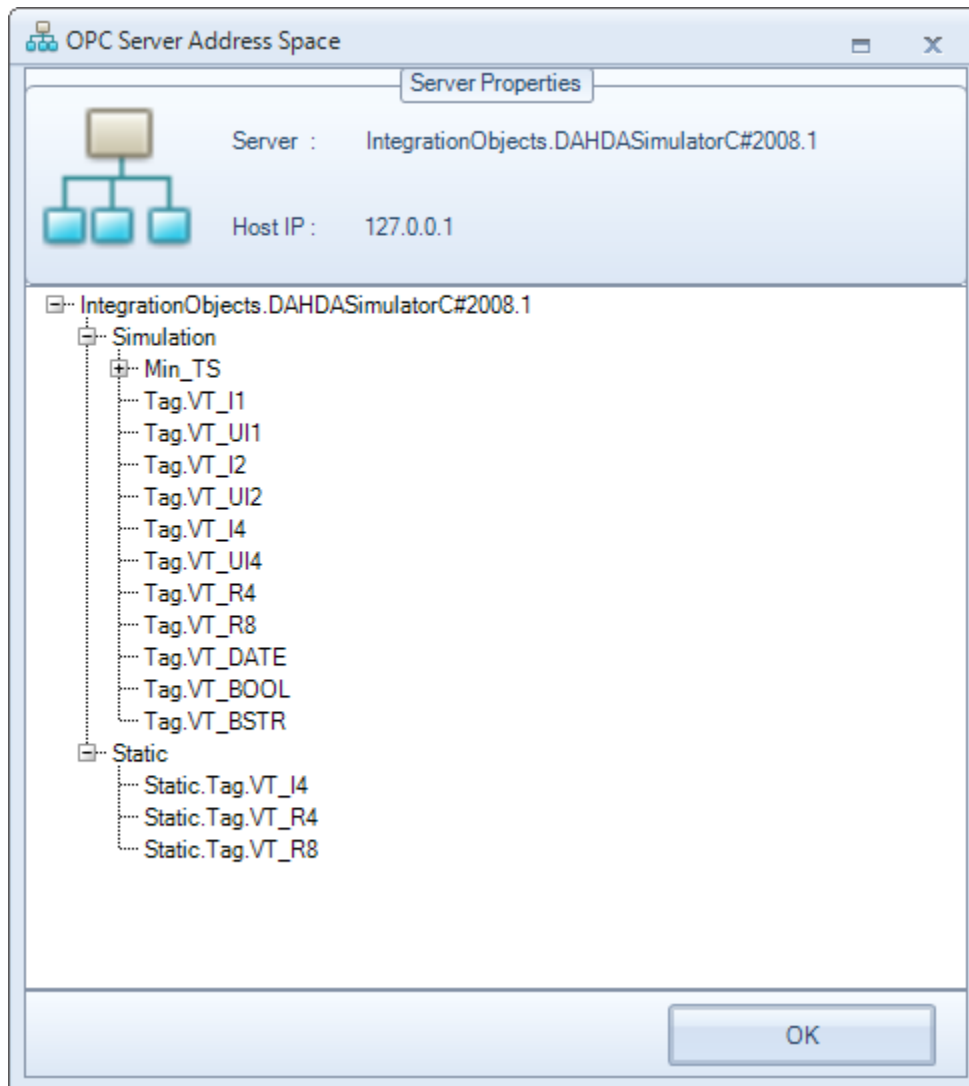 OPC Server Address Space
Server Properties
Server : IntegrationObjects.DAHDASimulatorC#2008.1
Host IP : 127.0.0.1
IntegrationObjects.DAHDASimulatorC#2008.1
Simulation
Min_TS
Tag.VT_I1
Tag.VT_UI1
Tag.VT_I2
Tag.VT_UI2
Tag.VT_I4
Tag.VT_UI4
Tag.VT_R4
Tag.VT_R8
Tag.VT_DATE
Tag.VT_BOOL
Tag.VT_BSTR
Static
Static.Tag.VT_I4
Static.Tag.VT_R4
Static.Tag.VT_R8
OK